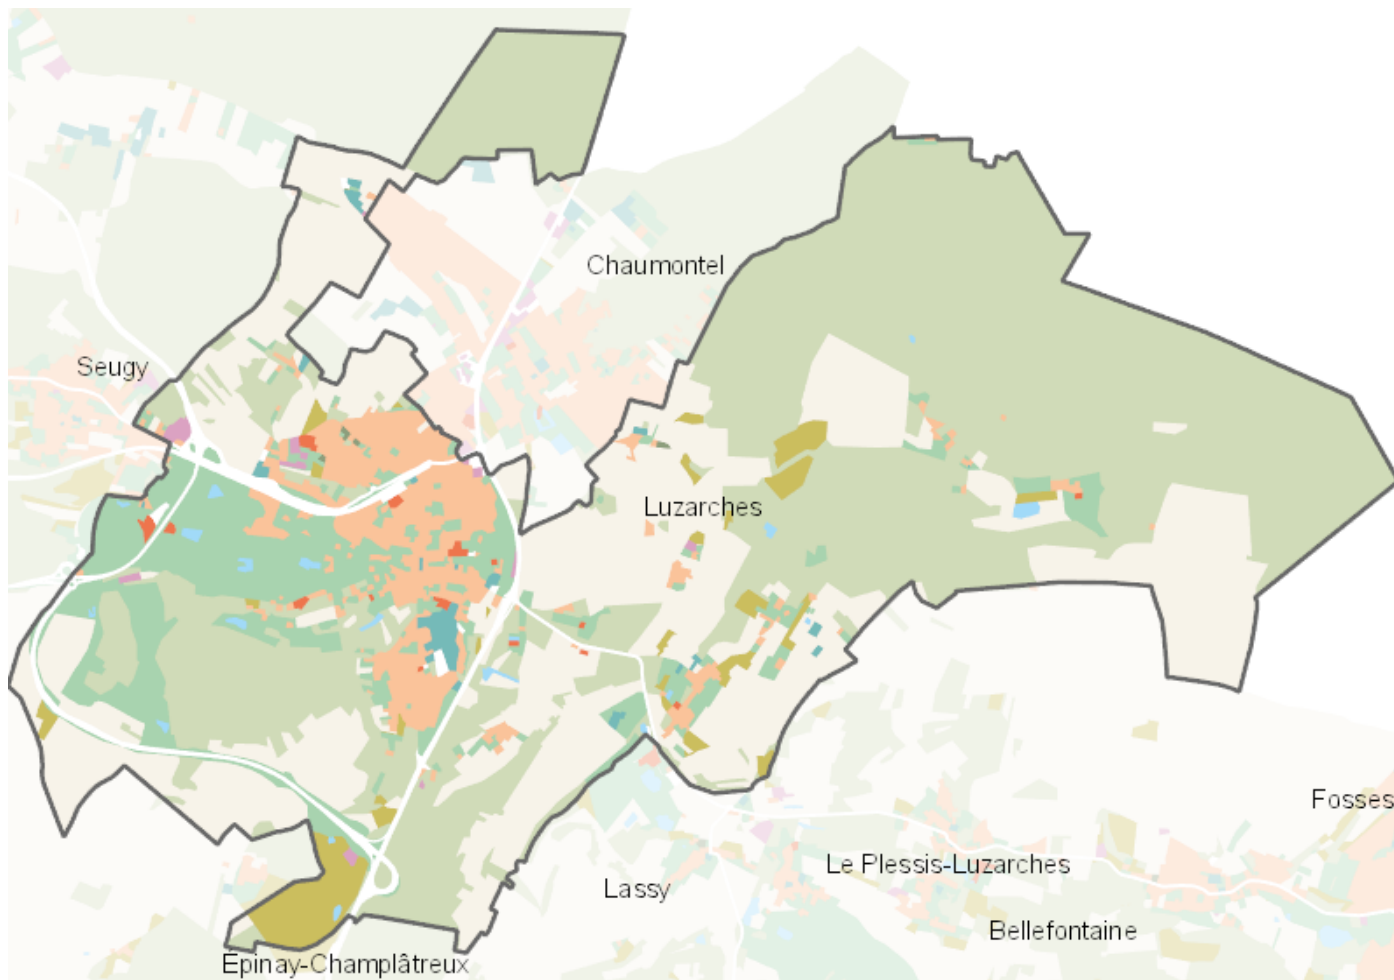 Chaumontel
Seugy
Luzarches
Fosses
Le Plessis-Luzarches
Lassy
Bellefontaine
Épinay-Champlâtreux